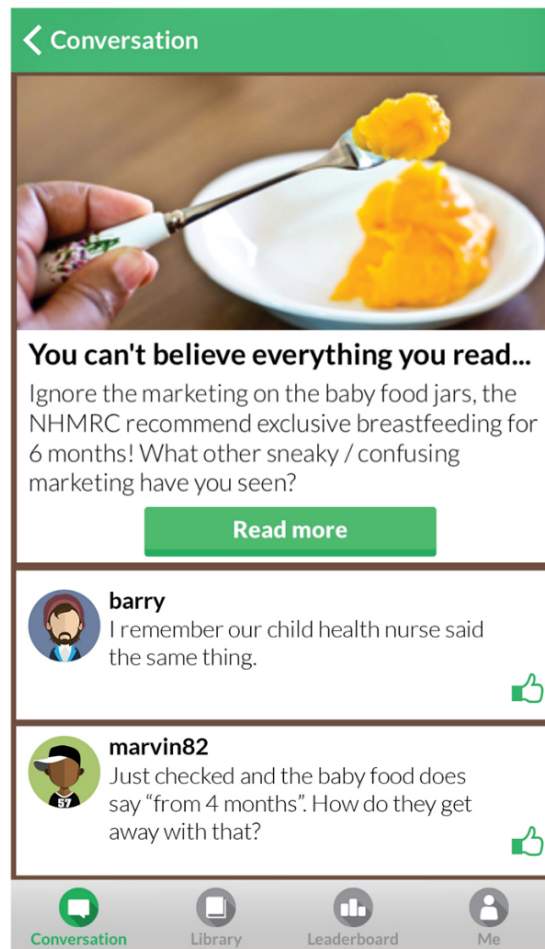 Conversation
You can't believe everything you read...
Ignore the marketing on the baby food jars, the
NHMRC recommend exclusive breastfeeding for
6 months! What other sneaky / confusing
marketing have you seen?
Read more
barry
I remember our child health nurse said
the same thing.
marvin82
57
Just checked and the baby food does
say “from 4 months”. How do they get
away with that?
Conversation
Library
Leaderboard
Me